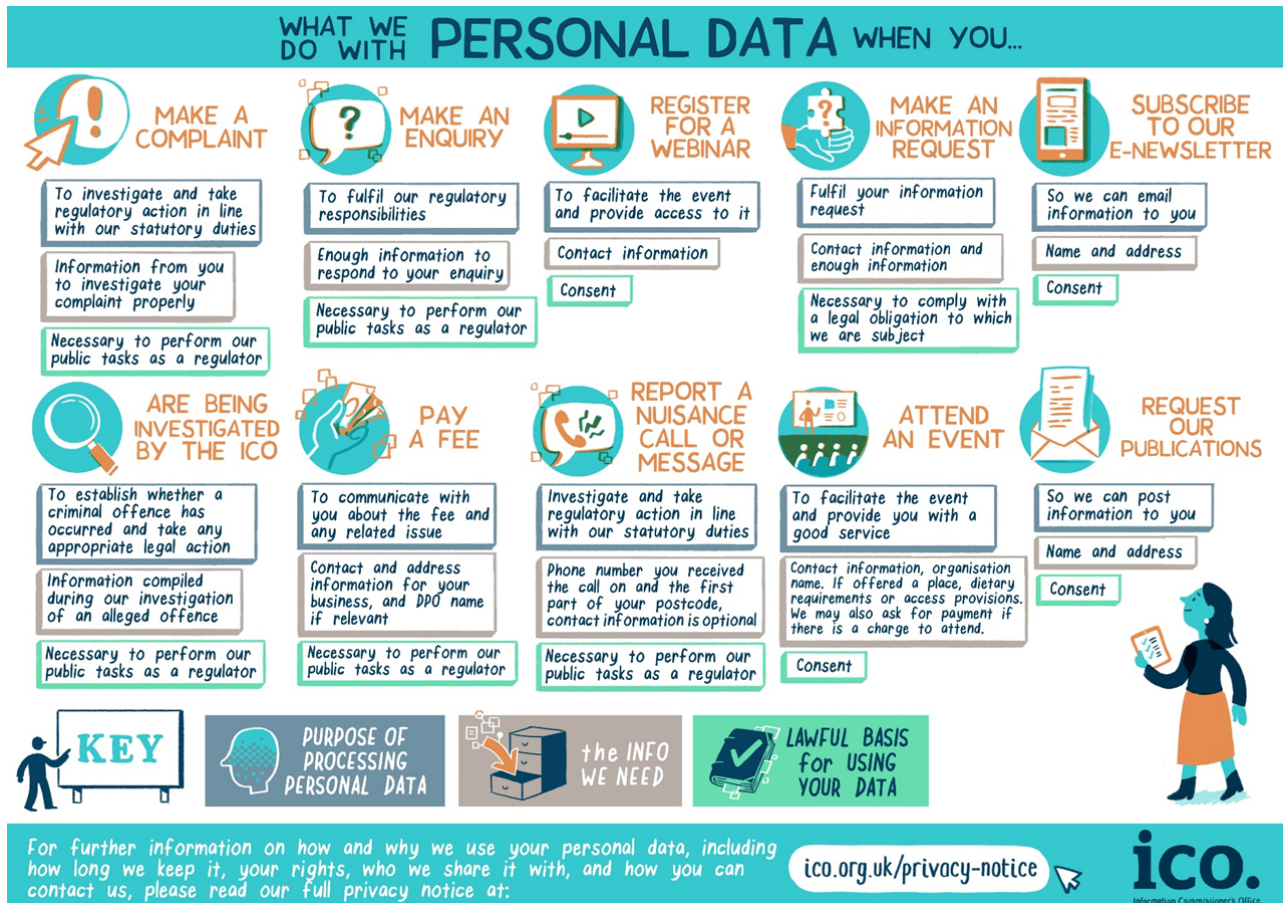 WHAT WE
DO WITH
PERSONAL DATA
WHEN YOU...
MAKE A
COMPLAINT
To investigate and take
regulatory action in line
with our statutory duties
Information from you
to investigate your
complaint properly
Necessary to perform our
public tasks as a regulator
?
MAKE AN
ENQUIRY
To fulfil our regulatory
responsibilities
Enough information to
respond to your enquiry
Necessary to perform our
public tasks as a regulator
REGISTER
FOR A
WEBINAR
To facilitate the event
and provide access to it
Contact information
Consent
?
MAKE AN
INFORMATION
REQUEST
Fulfil your information
request
Contact information and
enough information
Necessary to comply with
a legal obligation to which
we are subject
SUBSCRIBE
TO OUR
E-NEWSLETTER
So we can email
information to you
Name and address
Consent
ARE BEING
INVESTIGATED
BY THE ICO
To establish whether a
criminal offence has
occurred and take any
appropriate legal action
Information compiled
during our investigation
of an alleged offence
Necessary to perform our
public tasks as a regulator
PAY
A FEE
To communicate with
you about the fee and
any related issue
Contact and address
information for your
business, and DPO name
if relevant
Necessary to perform our
public tasks as a regulator
REPORT A
NUISANCE
CALL OR
MESSAGE
Investigate and take
regulatory action in line
with our statutory duties
Phone number you received
the call on and the first
part of your postcode,
contact information is optional
Necessary to perform our
public tasks as a regulator
ATTEND
AN EVENT
To facilitate the event
and provide you with a
good service
Contact information, organisation
name. If offered a place, dietary
requirements or access provisions.
We may also ask for payment if
there is a charge to attend.
Consent
REQUEST
OUR
PUBLICATIONS
So we can post
information to you
Name and address
Consent
KEY
PURPOSE OF
PROCESSING
PERSONAL DATA
the INFO
WE NEED
LAWFUL BASIS
for USING
YOUR DATA
For further information on how and why we use your personal data, including
how long we keep it, your rights, who we share it with, and how you can
contact us, please read our full privacy notice at:
ico.org.uk/privacy-notice
ico.
Information Commissioner's Office